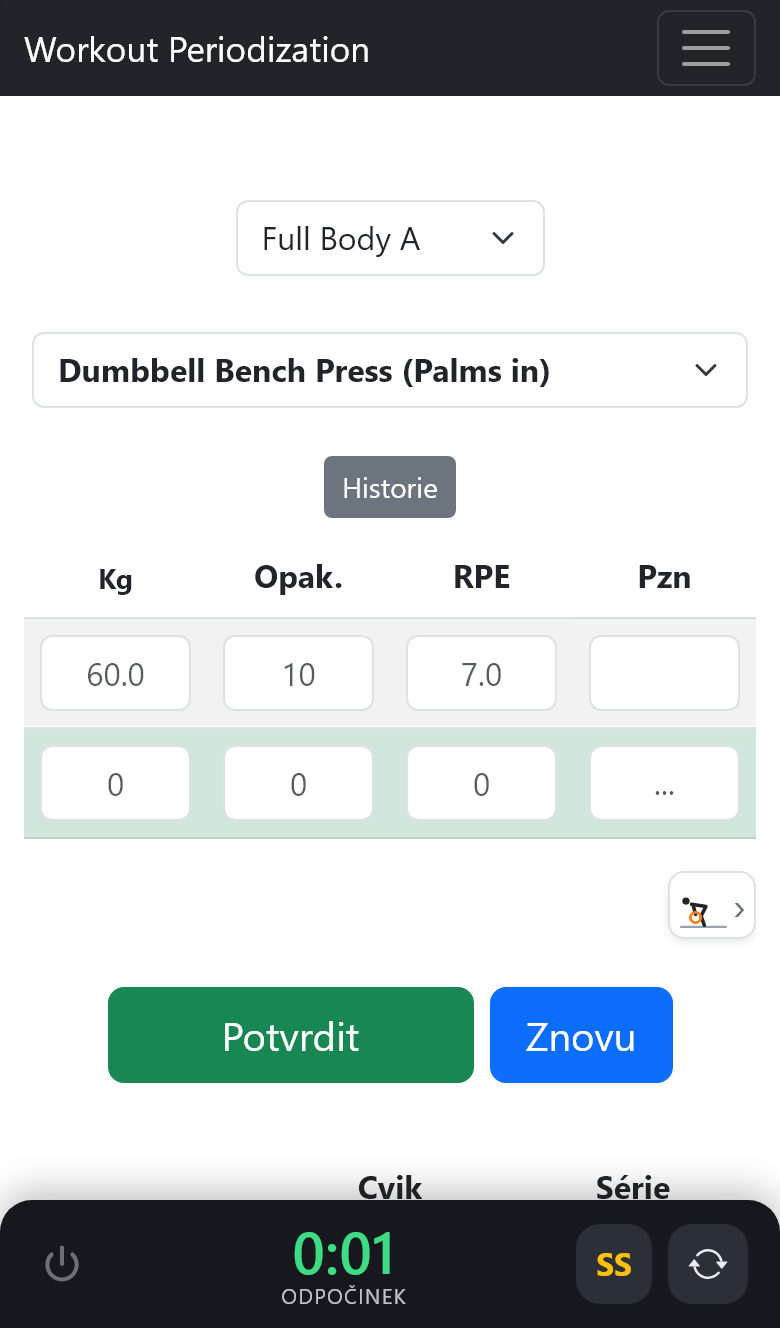 Workout Periodization
Full Body A
Dumbbell Bench Press (Palms in)
Historie
Kg Opak. RPE Pzn
60.0 10 7.0
0 0 0 ...
Potvrdit Znovu
Cvik Série
0:01
ODPOČINEK
SS